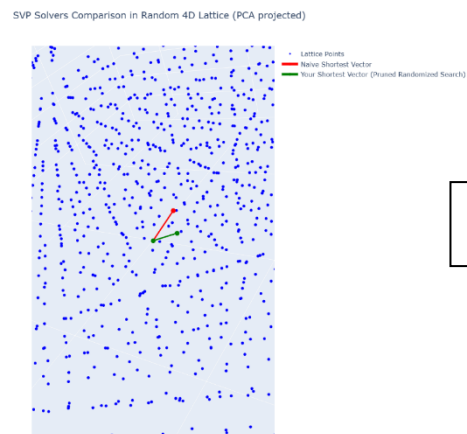 SVP Solvers Comparison in Random 4D Lattice (PCA projected)
Lattice Points
Naive Shortest Vector
Your Shortest Vector (Pruned Randomized Search)